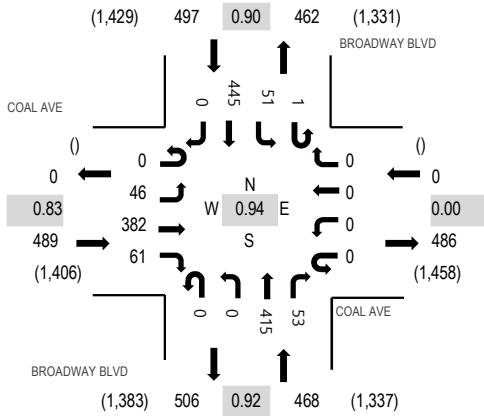 (1,429) 497 0.90 462 (1,331)
BROADWAY BLVD
COAL AVE
0 445 51 1
()
0
0.83
489
(1,406)
0
46
382
61
N
W 0.94 E
S
0
0
0
0
()
0
0.00
486
(1,458)
0 0 415 53
COAL AVE
BROADWAY BLVD
(1,383) 506 0.92 468 (1,337)